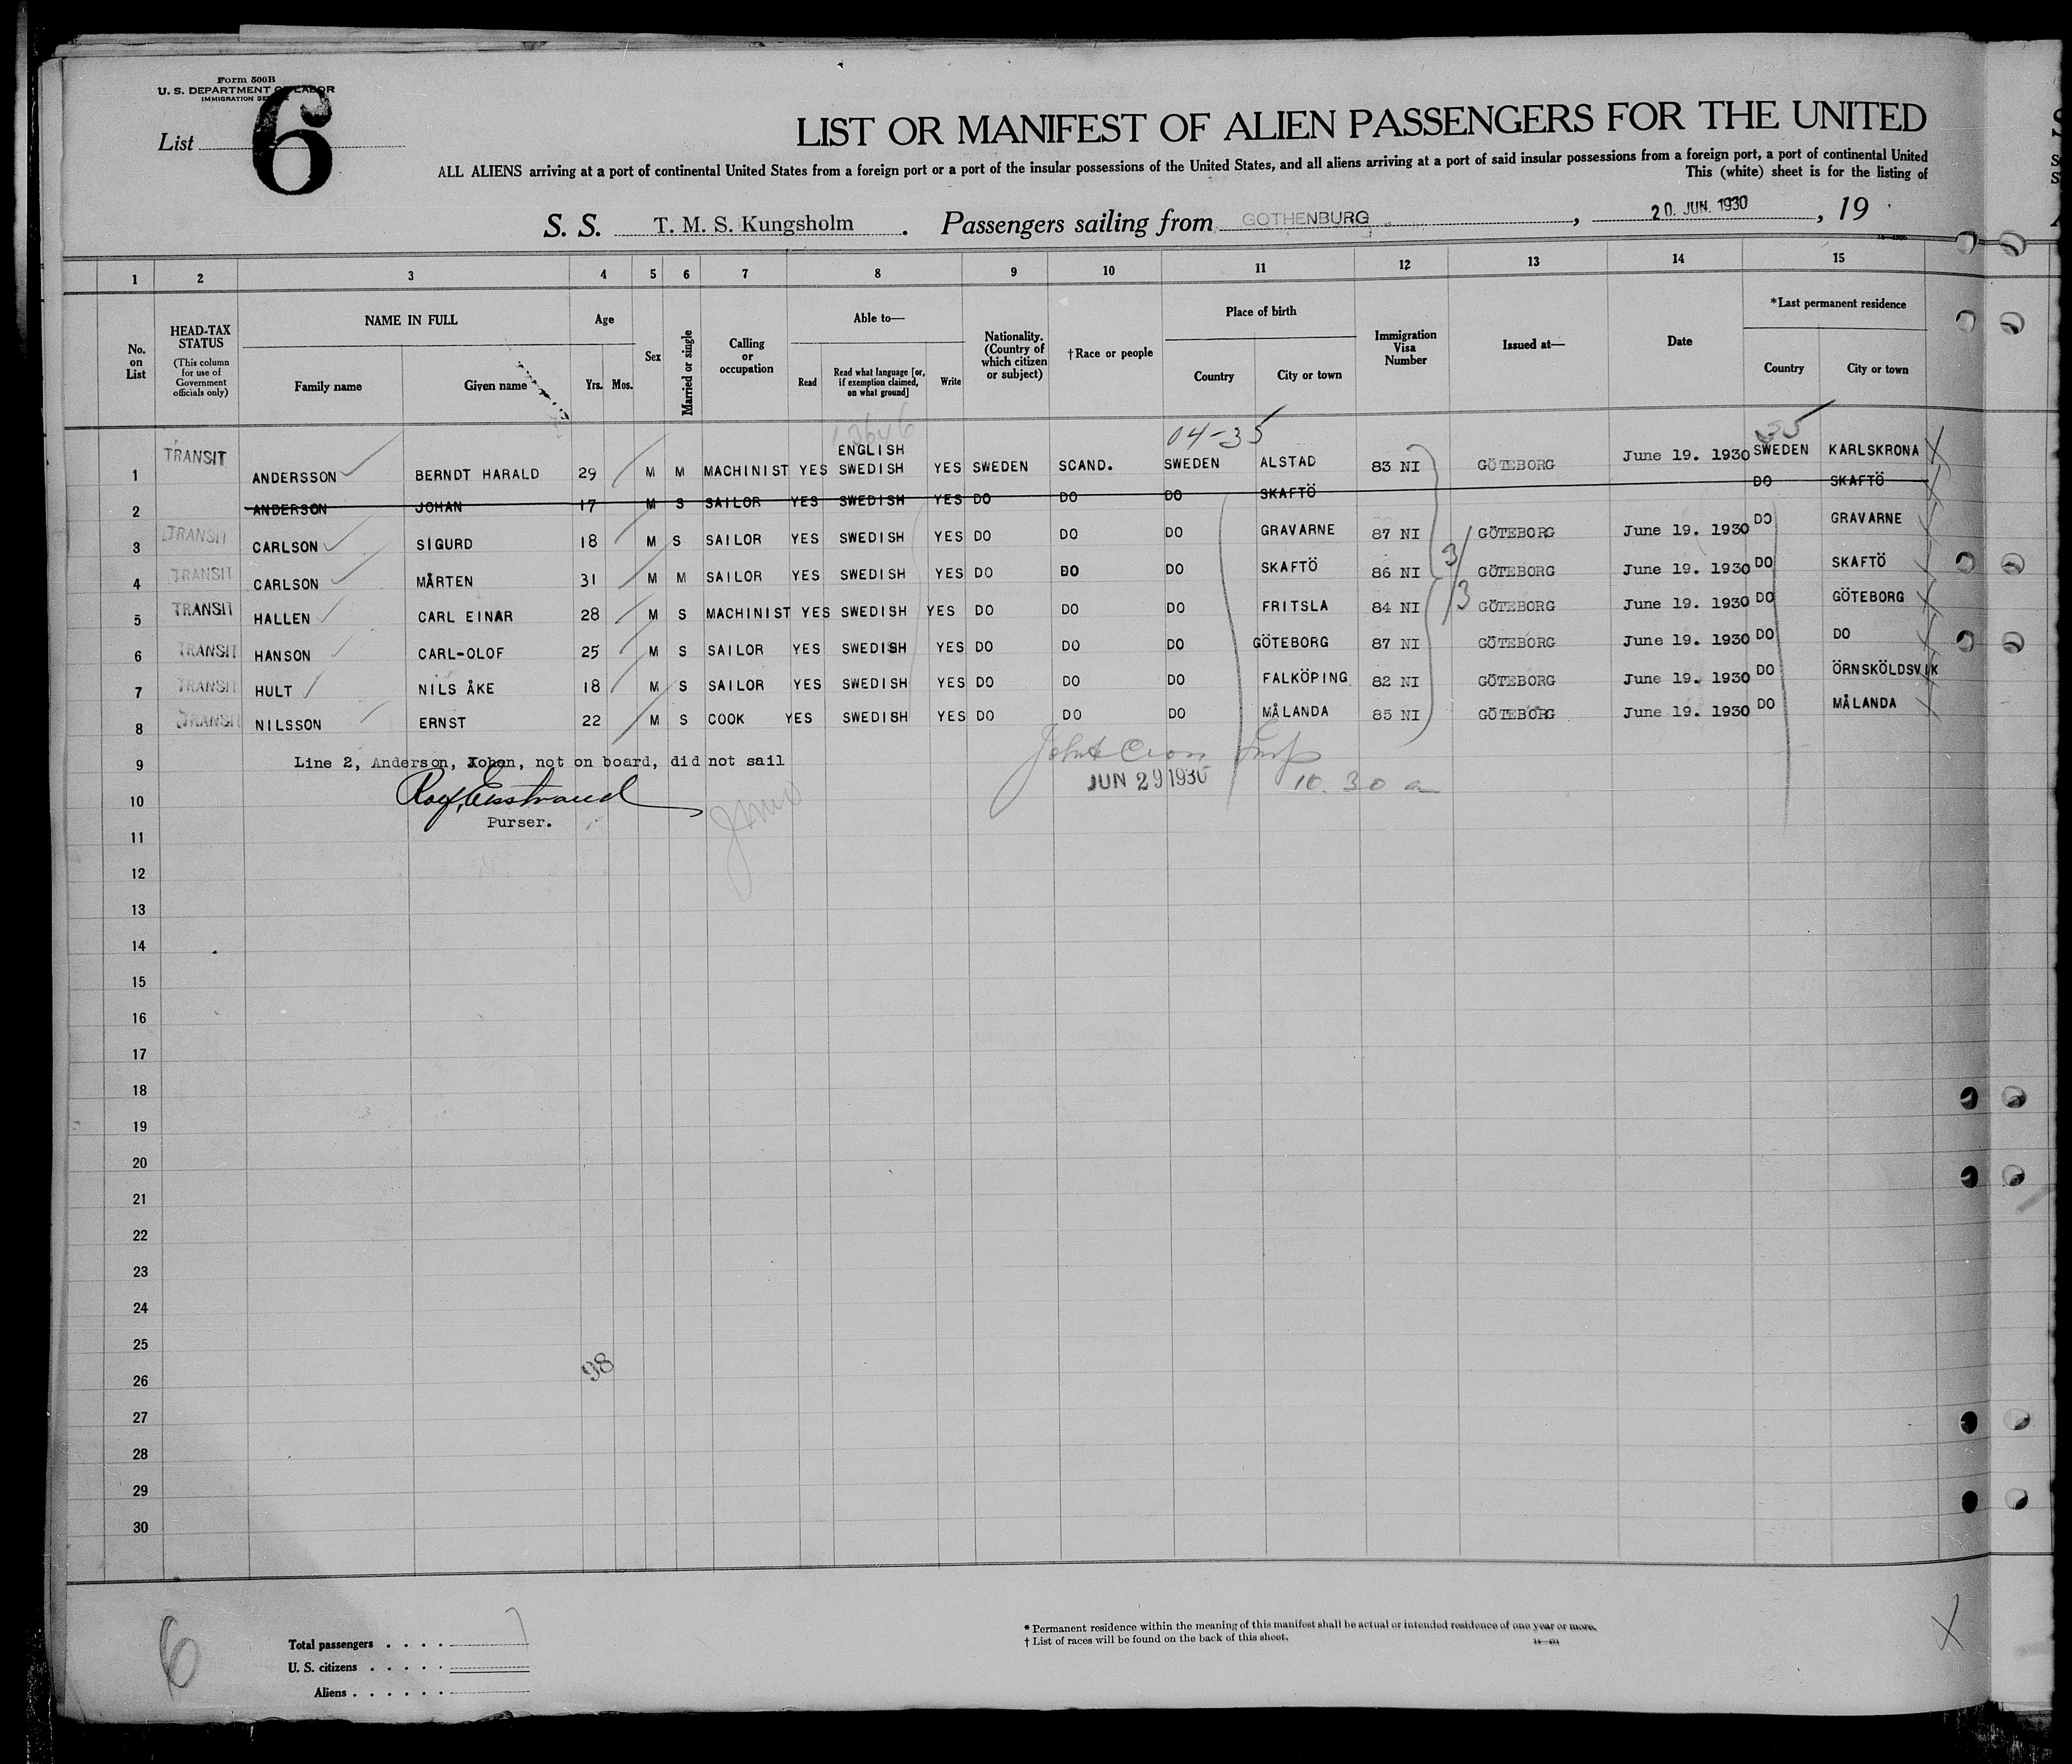 Form 500B
U. S. DEPARTMENT OF LABOR
IMMIGRATION
List 6
LIST OR MANIFEST OF ALIEN PASSENGERS FOR THE UNITED
ALL ALIENS arriving at a port of continental United States from a foreign port or a port of the insular possessions of the United States, and all aliens arriving at a port of said insular possessions from a foreign port, a port of continental United
This (white) sheet is for the listing of
S. S. T. M. S. Kungsholm . Passengers sailing from GOTHENBURG , 20. JUN. 1930 , 19
1 2 3 4 5 6 7 8 9 10 11 12 13 14 15
No. on List
HEAD-TAX STATUS (This column for use of Government officials only)
NAME IN FULL
Family name Given name
Age
Yrs. Mos.
Sex
Married or single
Calling or occupation
Able to—
Read Read what language [or, if exemption claimed, on what ground] Write
Nationality. (Country of which citizen or subject)
†Race or people
Place of birth
Country City or town
Immigration Visa Number
Issued at—
Date
*Last permanent residence
Country City or town
13646 04-35
ENGLISH
1 TRANSIT ANDERSSON BERNDT HARALD 29 M M MACHINIST YES SWEDISH YES SWEDEN SCAND. SWEDEN ALSTAD 83 NI GÖTEBORG June 19. 1930 SWEDEN KARLSKRONA
2 ANDERSON JOHAN 17 M S SAILOR YES SWEDISH YES DO DO DO SKAFTÖ DO SKAFTÖ
3 TRANSIT CARLSON SIGURD 18 M S SAILOR YES SWEDISH YES DO DO DO GRAVARNE 87 NI GÖTEBORG June 19. 1930 DO GRAVARNE
4 TRANSIT CARLSON MÅRTEN 31 M M SAILOR YES SWEDISH YES DO DO DO SKAFTÖ 86 NI GÖTEBORG June 19. 1930 DO SKAFTÖ
5 TRANSIT HALLEN CARL EINAR 28 M S MACHINIST YES SWEDISH YES DO DO DO FRITSLA 84 NI GÖTEBORG June 19. 1930 DO GÖTEBORG
6 TRANSIT HANSON CARL-OLOF 25 M S SAILOR YES SWEDISH YES DO DO DO GÖTEBORG 87 NI GÖTEBORG June 19. 1930 DO DO
7 TRANSIT HULT NILS ÅKE 18 M S SAILOR YES SWEDISH YES DO DO DO FALKÖPING 82 NI GÖTEBORG June 19. 1930 DO ÖRNSKÖLDSVIK
8 TRANSIT NILSSON ERNST 22 M S COOK YES SWEDISH YES DO DO DO MÅLANDA 85 NI GÖTEBORG June 19. 1930 DO MÅLANDA
9 Line 2, Anderson, Johan, not on board, did not sail
JUN 29 1930 10. 30 a
10
Purser.
11
12
13
14
15
16
17
18
19
20
21
22
23
24
25
98
26
27
28
29
30
6
Total passengers . . . . 7
U. S. citizens . . . . .
Aliens . . . . . .
* Permanent residence within the meaning of this manifest shall be actual or intended residence of one year or more.
† List of races will be found on the back of this sheet.